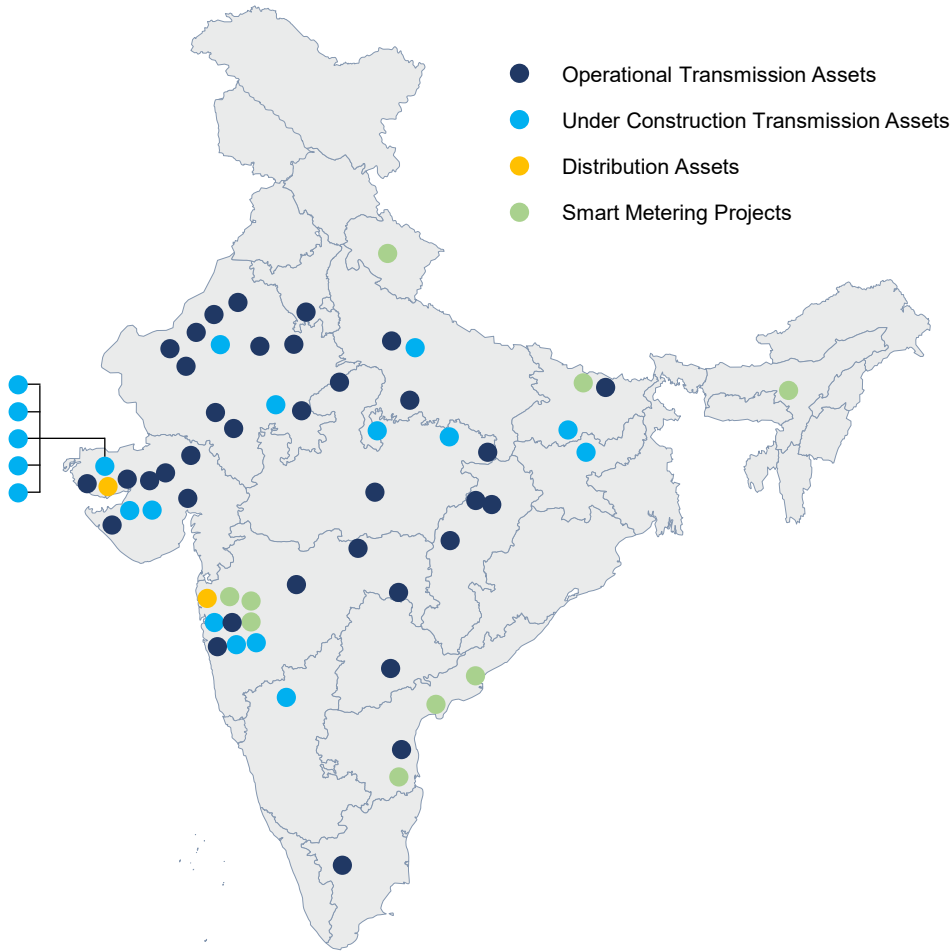 Operational Transmission Assets
Under Construction Transmission Assets
Distribution Assets
Smart Metering Projects